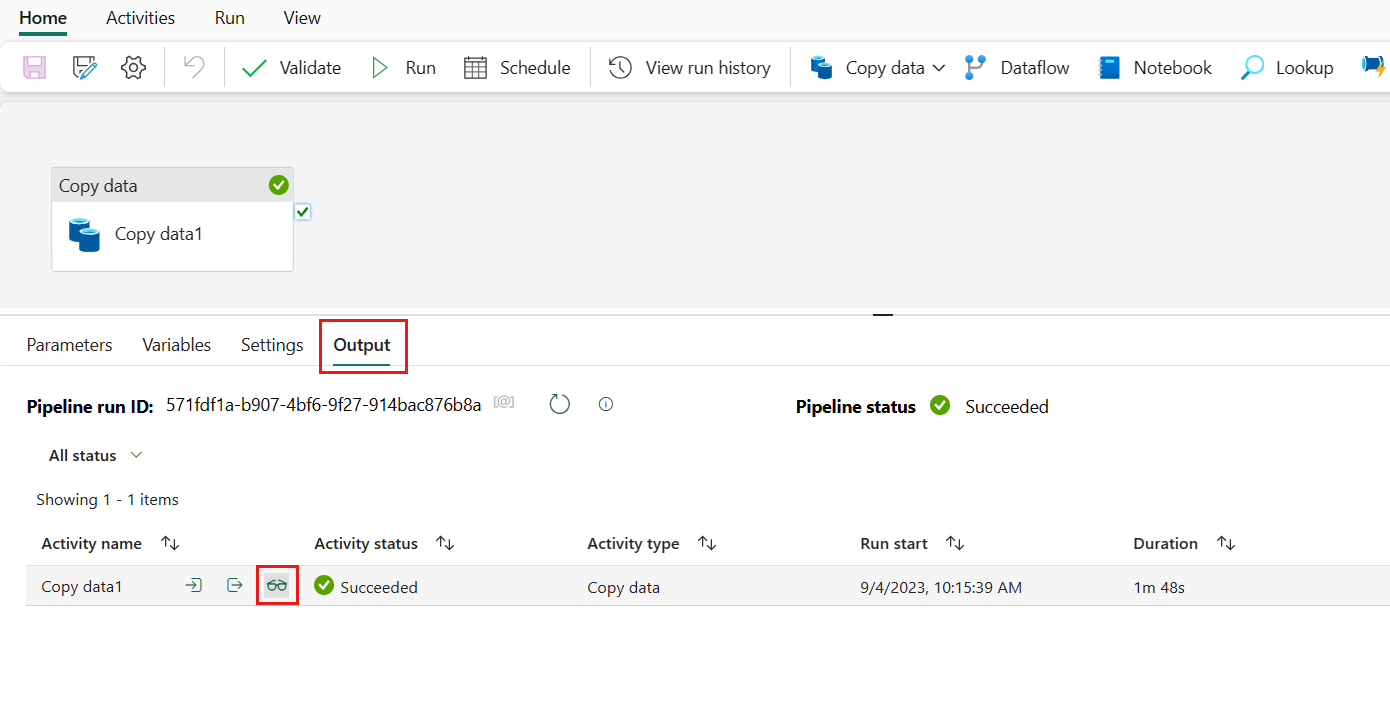 Home Activities Run View
Validate Run Schedule View run history Copy data Dataflow Notebook Lookup
Copy data
Copy data1
Parameters Variables Settings Output
Pipeline run ID: 571fdf1a-b907-4bf6-9f27-914bac876b8a [@] Pipeline status Succeeded
All status
Showing 1 - 1 items
Activity name Activity status Activity type Run start Duration
Copy data1 Succeeded Copy data 9/4/2023, 10:15:39 AM 1m 48s